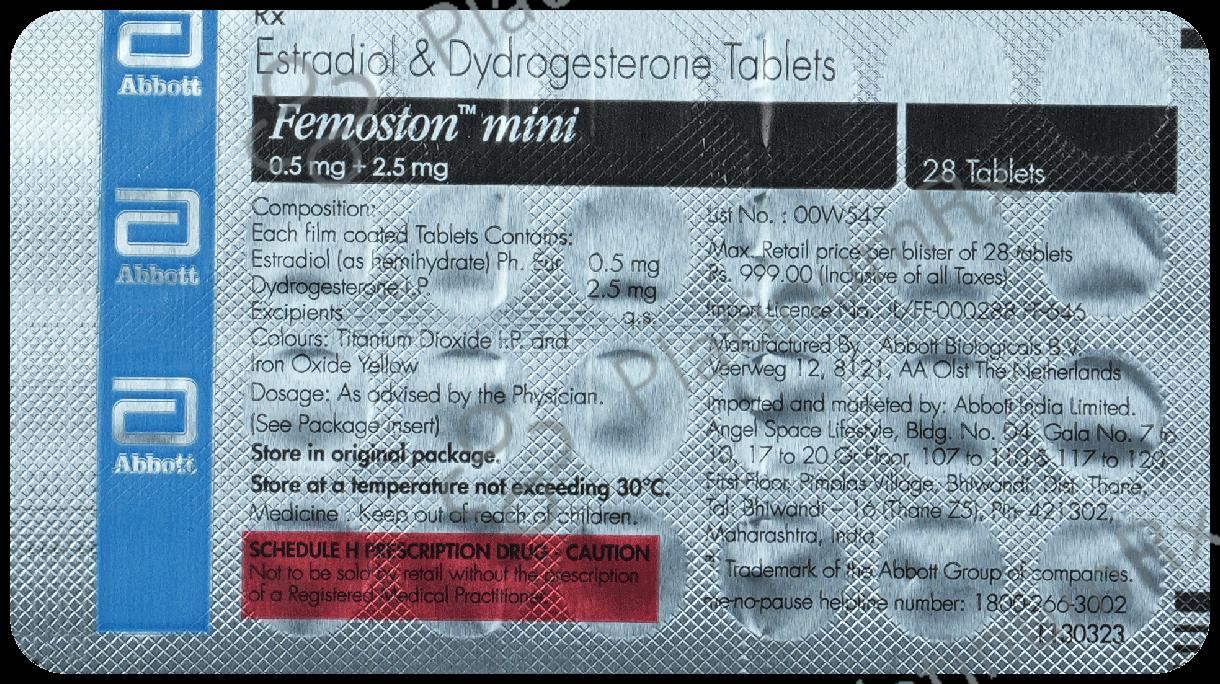 Abbott
Abbott
Abbott
Rx
Estradiol & Dydrogesterone Tablets
Femoston™ mini
0.5 mg + 2.5 mg
28 Tablets
Composition:
Each film coated Tablets Contains:
Estradiol (as hemihydrate) Ph. Eur 0.5 mg
Dydrogesterone I.P. 2.5 mg
Excipients q.s.
Colours: Titanium Dioxide I.P. and
Iron Oxide Yellow
Dosage: As advised by the Physician.
(See Package insert)
Store in original package.
Store at a temperature not exceeding 30°C.
Medicine : Keep out of reach of children.
SCHEDULE H PRESCRIPTION DRUG - CAUTION
Not to be sold by retail without the prescription
of a Registered Medical Practitioner.
List No. : 00W547
Max. Retail price per blister of 28 tablets
Rs. 999.00 (Inclusive of all Taxes)
Import Licence No.:
Manufactured By : Abbott Biologicals B.V.
Veerweg 12, 8121, AA Olst The Netherlands
Imported and marketed by: Abbott India Limited.
Angel Space Lifestyle, Bldg. No. 04, Gala No. 7 to
10, 17 to 20 Gr Floor, 107 to 110 & 117 to 120
First Floor, Pimplas Village, Bhiwandi, Dist. Thane,
Tal: Bhiwandi – 16 (Thane Z5), Pin- 421302,
Maharashtra, India
Trademark of the Abbott Group of companies.
me-no-pause helpline number: 1800-266-3002
1130323